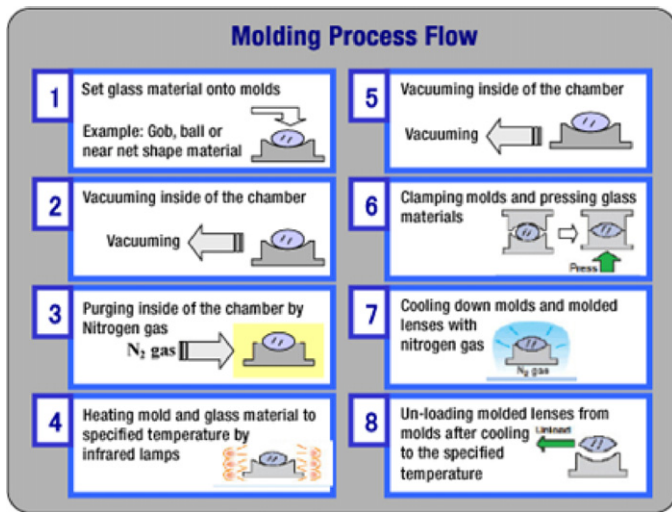 Molding Process Flow
1
Set glass material onto molds
Example: Gob, ball or
near net shape material
2
Vacuuming inside of the chamber
Vacuuming
3
Purging inside of the chamber by
Nitrogen gas
N₂ gas
4
Heating mold and glass material to
specified temperature by
infrared lamps
5
Vacuuming inside of the chamber
Vacuuming
6
Clamping molds and pressing glass
materials
Press
7
Cooling down molds and molded
lenses with
nitrogen gas
N₂ gas
8
Un-loading molded lenses from
molds after cooling
to the specified
temperature
Unload